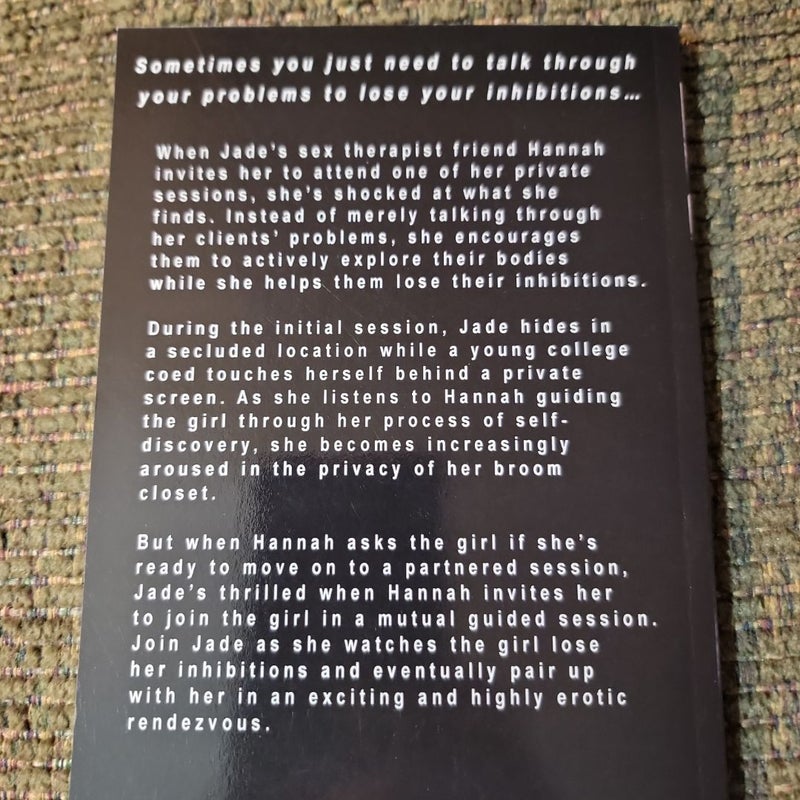 Sometimes you just need to talk through
your problems to lose your inhibitions...
When Jade's sex therapist friend Hannah
invites her to attend one of her private
sessions, she's shocked at what she
finds. Instead of merely talking through
her clients' problems, she encourages
them to actively explore their bodies
while she helps them lose their inhibitions.
During the initial session, Jade hides in
a secluded location while a young college
coed touches herself behind a private
screen. As she listens to Hannah guiding
the girl through her process of self-
discovery, she becomes increasingly
aroused in the privacy of her broom
closet.
But when Hannah asks the girl if she's
ready to move on to a partnered session,
Jade's thrilled when Hannah invites her
to join the girl in a mutual guided session.
Join Jade as she watches the girl lose
her inhibitions and eventually pair up
with her in an exciting and highly erotic
rendezvous.